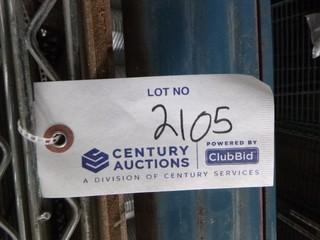 LOT NO
2105
CENTURY AUCTIONS
POWERED BY
ClubBid
A DIVISION OF CENTURY SERVICES